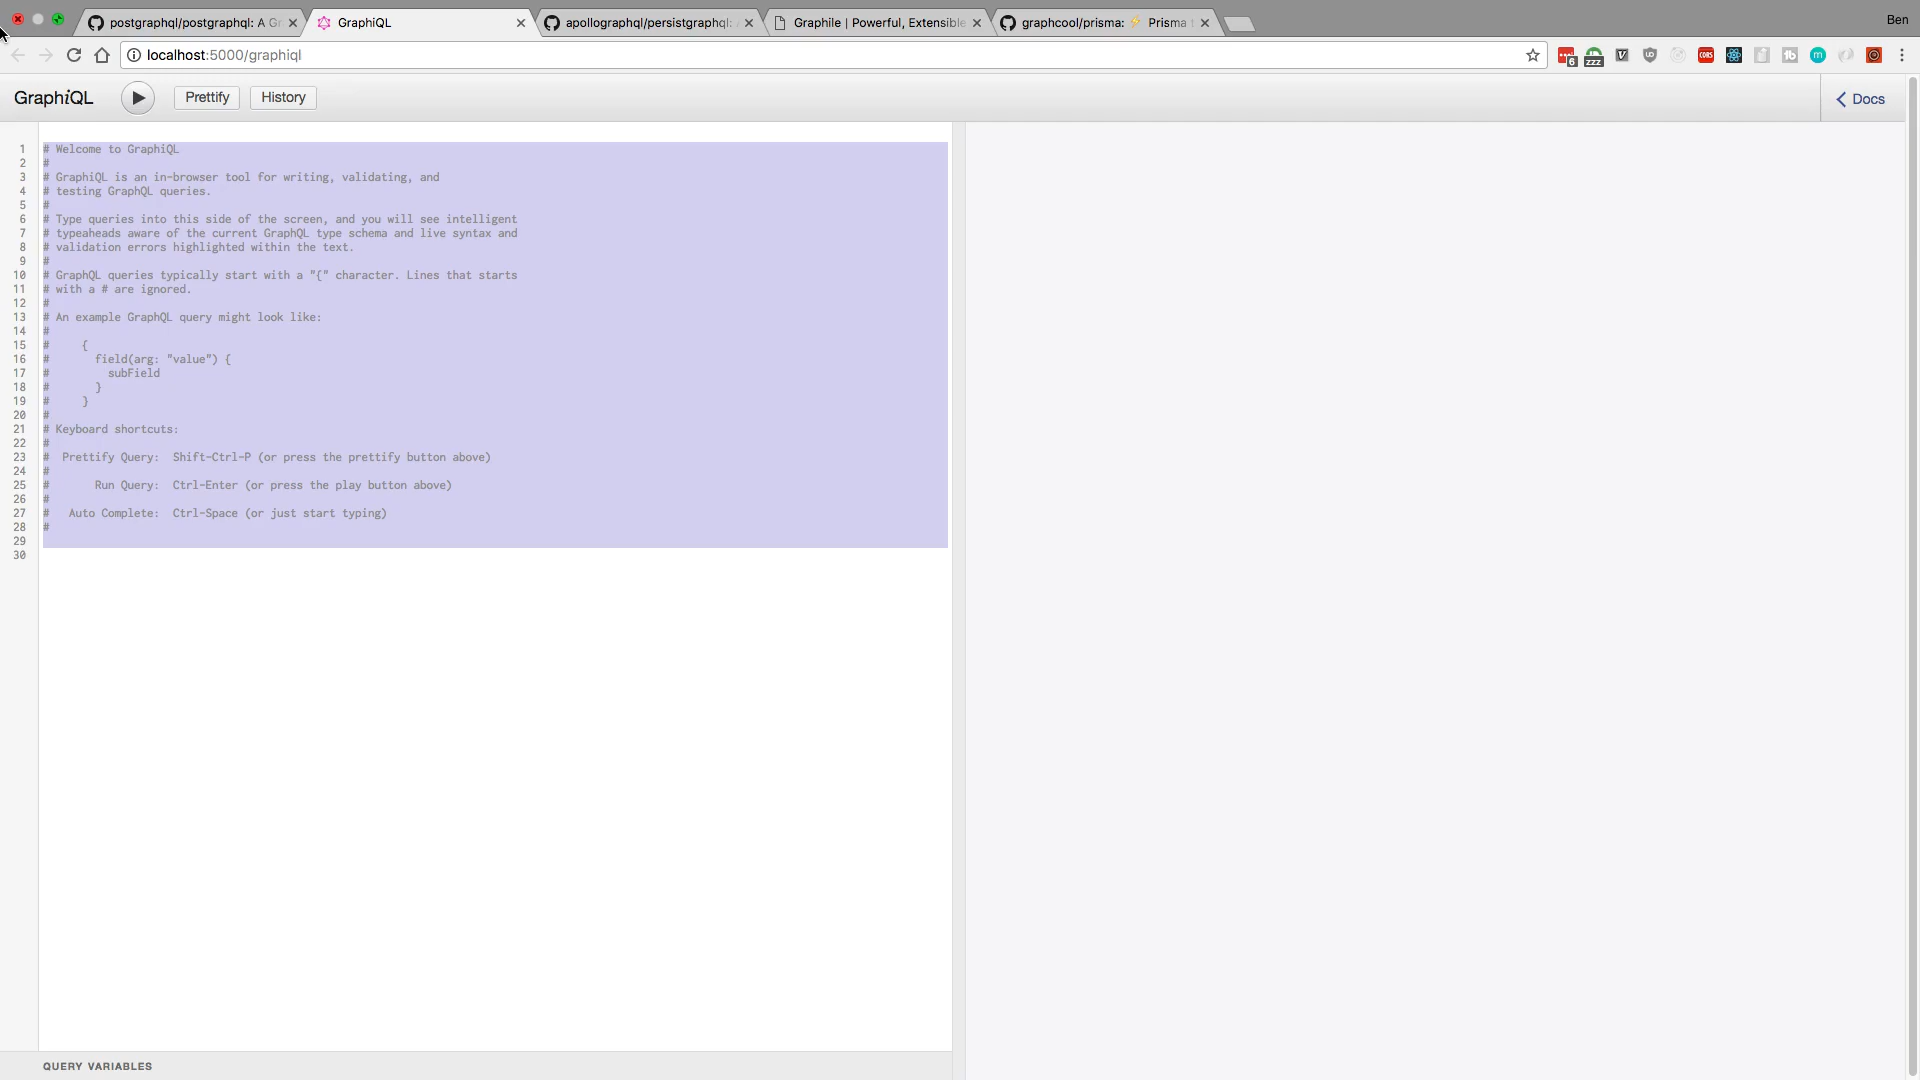 postgraphql/postgraphql: A G
GraphiQL
apollographql/persistgraphql:
Graphile | Powerful, Extensible
graphcool/prisma: ⚡ Prisma
Ben
localhost:5000/graphiql
6
zzz
CORS
tb
m
GraphiQL
Prettify
History
Docs
1 # Welcome to GraphiQL
2 #
3 # GraphiQL is an in-browser tool for writing, validating, and
4 # testing GraphQL queries.
5 #
6 # Type queries into this side of the screen, and you will see intelligent
7 # typeaheads aware of the current GraphQL type schema and live syntax and
8 # validation errors highlighted within the text.
9 #
10 # GraphQL queries typically start with a "{" character. Lines that starts
11 # with a # are ignored.
12 #
13 # An example GraphQL query might look like:
14 #
15 #     {
16 #       field(arg: "value") {
17 #         subField
18 #       }
19 #     }
20 #
21 # Keyboard shortcuts:
22 #
23 #  Prettify Query:  Shift-Ctrl-P (or press the prettify button above)
24 #
25 #       Run Query:  Ctrl-Enter (or press the play button above)
26 #
27 #   Auto Complete:  Ctrl-Space (or just start typing)
28 #
29
30
QUERY VARIABLES